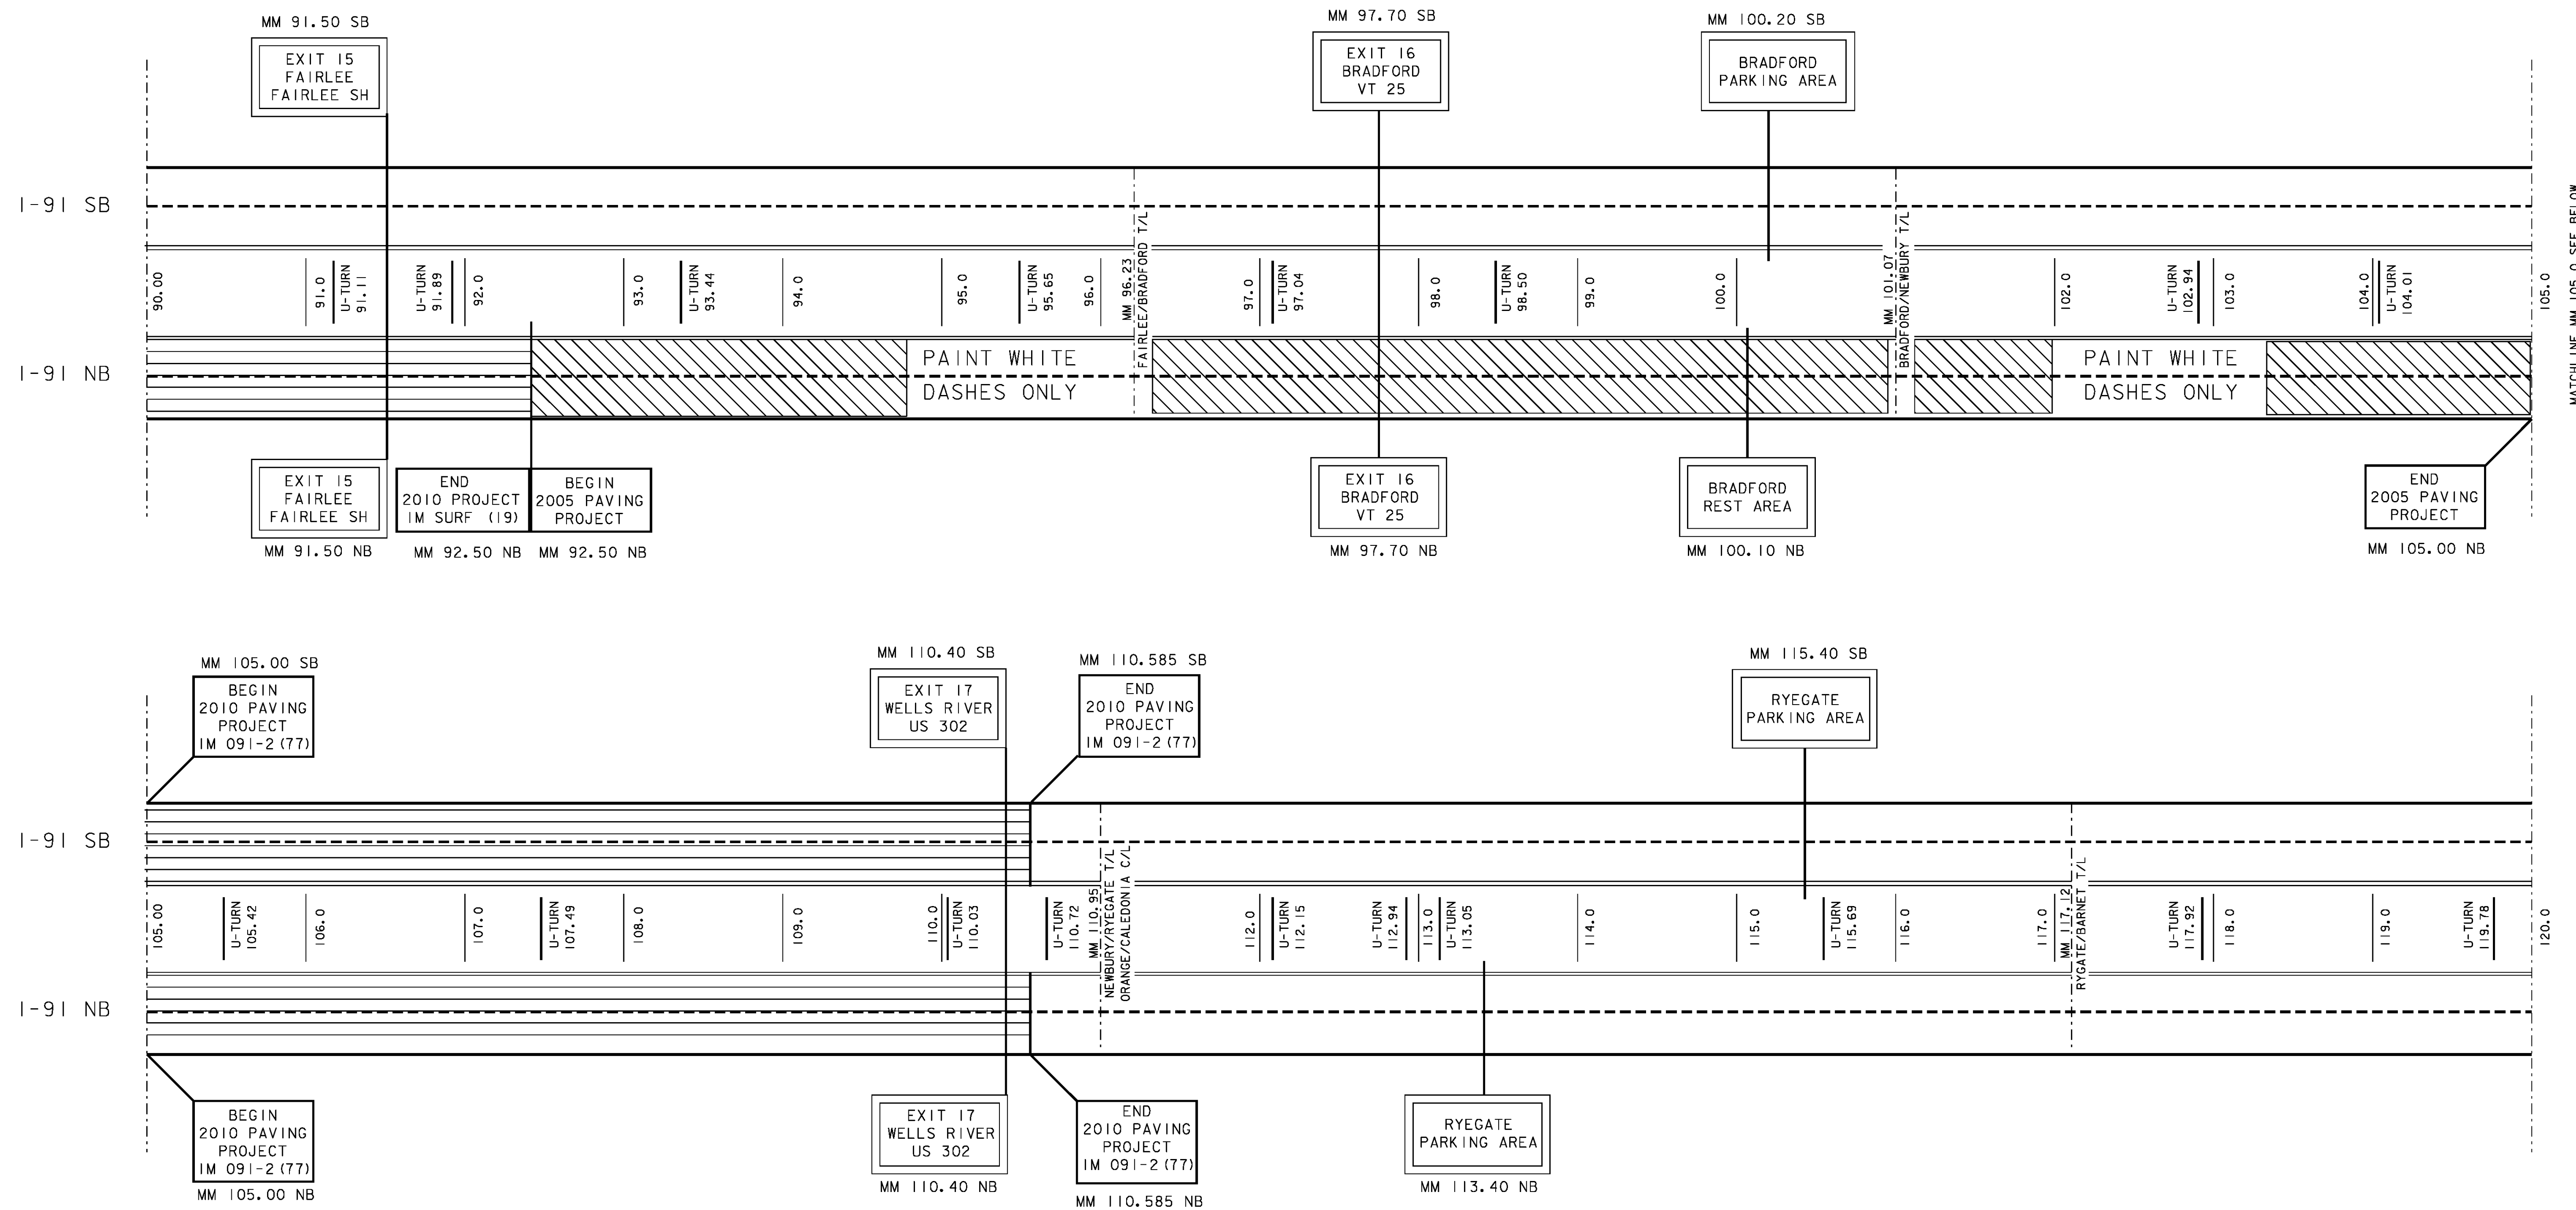 MM 91.50 SB
EXIT 15
FAIRLEE
FAIRLEE SH
MM 97.70 SB
EXIT 16
BRADFORD
VT 25
MM 100.20 SB
BRADFORD
PARKING AREA
I-91 SB
90.00
91.0
U-TURN
91.11
U-TURN
91.89
92.0
93.0
U-TURN
93.44
94.0
95.0
U-TURN
95.65
96.0
MM 96.23
FAIRLEE/BRADFORD T/L
97.0
U-TURN
97.04
98.0
U-TURN
98.50
99.0
100.0
MM 101.07
BRADFORD/NEWBURY T/L
102.0
U-TURN
102.94
103.0
104.0
U-TURN
104.01
105.0
MATCHLINE MM 105.0 SEE BELOW
I-91 NB
PAINT WHITE
DASHES ONLY
PAINT WHITE
DASHES ONLY
EXIT 15
FAIRLEE
FAIRLEE SH
MM 91.50 NB
END
2010 PROJECT
IM SURF (19)
MM 92.50 NB
BEGIN
2005 PAVING
PROJECT
MM 92.50 NB
EXIT 16
BRADFORD
VT 25
MM 97.70 NB
BRADFORD
REST AREA
MM 100.10 NB
END
2005 PAVING
PROJECT
MM 105.00 NB
MM 105.00 SB
BEGIN
2010 PAVING
PROJECT
IM 091-2(77)
MM 110.40 SB
EXIT 17
WELLS RIVER
US 302
MM 110.585 SB
END
2010 PAVING
PROJECT
IM 091-2(77)
MM 115.40 SB
RYEGATE
PARKING AREA
I-91 SB
105.00
U-TURN
105.42
106.0
107.0
U-TURN
107.49
108.0
109.0
110.0
U-TURN
110.03
U-TURN
110.72
MM 110.95
NEWBURY/RYEGATE T/L
ORANGE/CALEDONIA C/L
112.0
U-TURN
112.15
U-TURN
112.94
113.0
U-TURN
113.05
114.0
115.0
U-TURN
115.69
116.0
117.0
MM 117.12
RYGATE/BARNET T/L
U-TURN
117.92
118.0
119.0
U-TURN
119.78
120.0
I-91 NB
BEGIN
2010 PAVING
PROJECT
IM 091-2(77)
MM 105.00 NB
EXIT 17
WELLS RIVER
US 302
MM 110.40 NB
END
2010 PAVING
PROJECT
IM 091-2(77)
MM 110.585 NB
RYEGATE
PARKING AREA
MM 113.40 NB